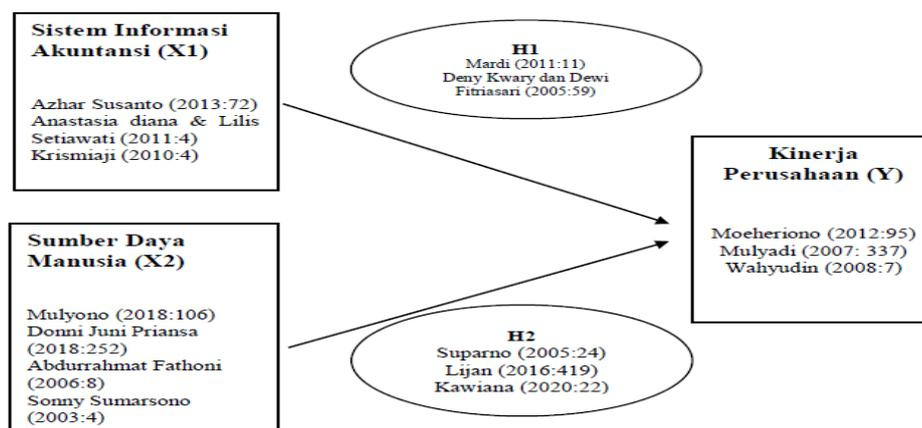 Sistem Informasi
Akuntansi (X1)
Azhar Susanto (2013:72)
Anastasia diana & Lilis
Setiawati (2011:4)
Krismiaji (2010:4)
H1
Mardi (2011:11)
Deny Kwary dan Dewi
Fitriasari (2005:59)
Kinerja
Perusahaan (Y)
Moeheriono (2012:95)
Mulyadi (2007: 337)
Wahyudin (2008:7)
Sumber Daya
Manusia (X2)
Mulyono (2018:106)
Donni Juni Priansa
(2018:252)
Abdurrahmat Fathoni
(2006:8)
Sonny Sumarsono
(2003:4)
H2
Suparno (2005:24)
Lijan (2016:419)
Kawiana (2020:22)